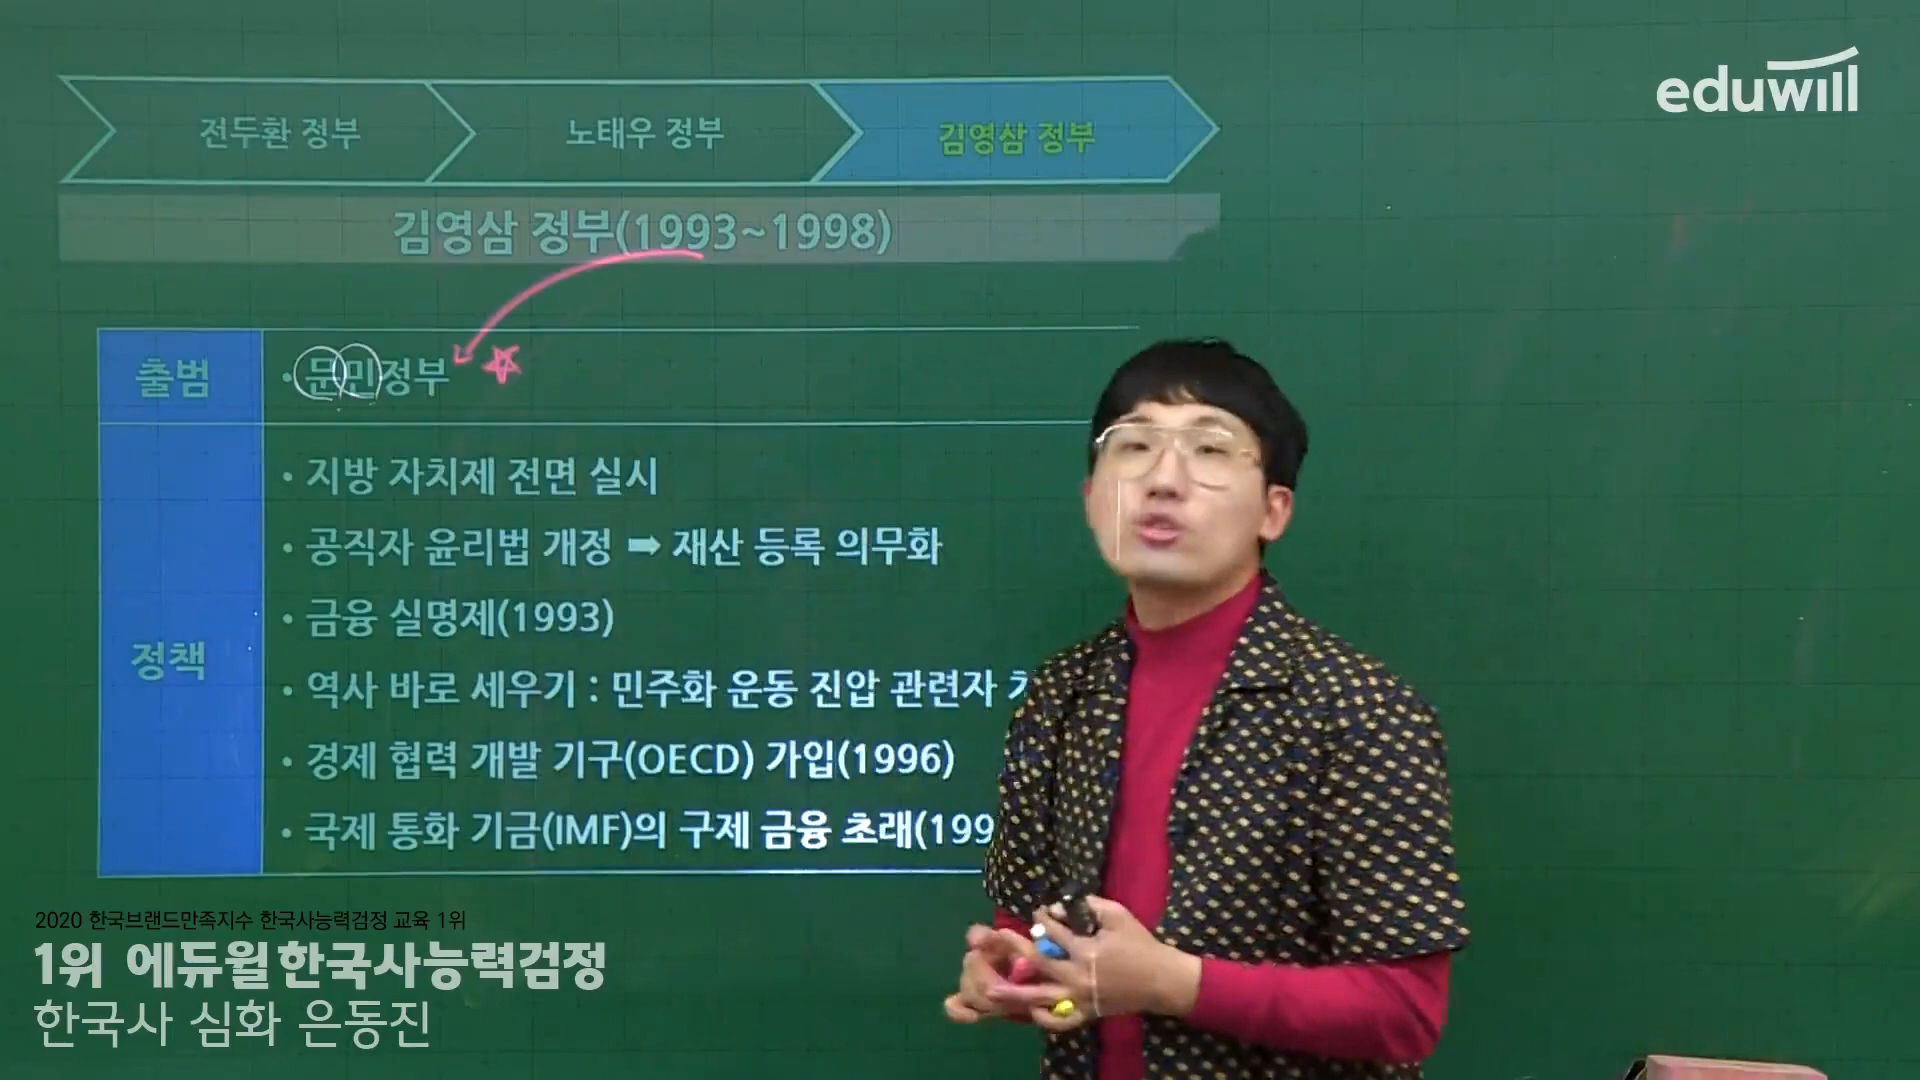 eduwill
전두환 정부
노태우 정부
김영삼 정부
김영삼 정부(1993~1998)
출범
• 문민정부
정책
• 지방 자치제 전면 실시
• 공직자 윤리법 개정 ➡ 재산 등록 의무화
• 금융 실명제(1993)
• 역사 바로 세우기 : 민주화 운동 진압 관련자
• 경제 협력 개발 기구(OECD) 가입(1996)
• 국제 통화 기금(IMF)의 구제 금융 초래(199
2020 한국브랜드만족지수 한국사능력검정 교육 1위
1위 에듀윌 한국사능력검정
한국사 심화 은동진